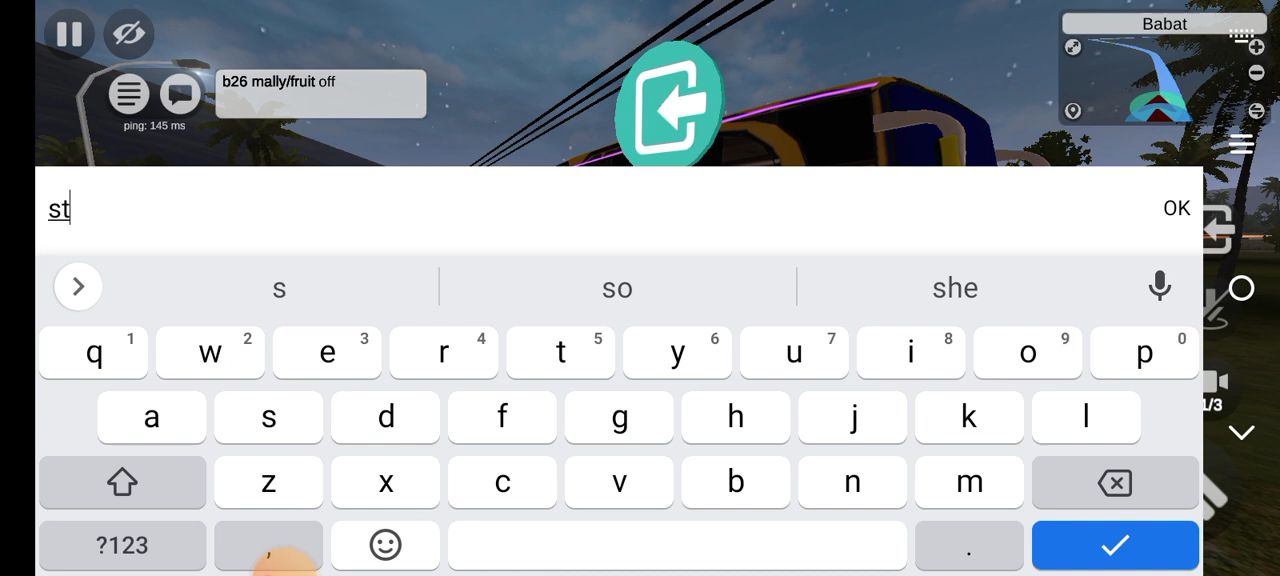 Babat
b26 mally/fruit off
ping: 145 ms
st
OK
s so she
q 1 w 2 e 3 r 4 t 5 y 6 u 7 i 8 o 9 p 0
a s d f g h j k l
1/3
z x c v b n m
?123 , .